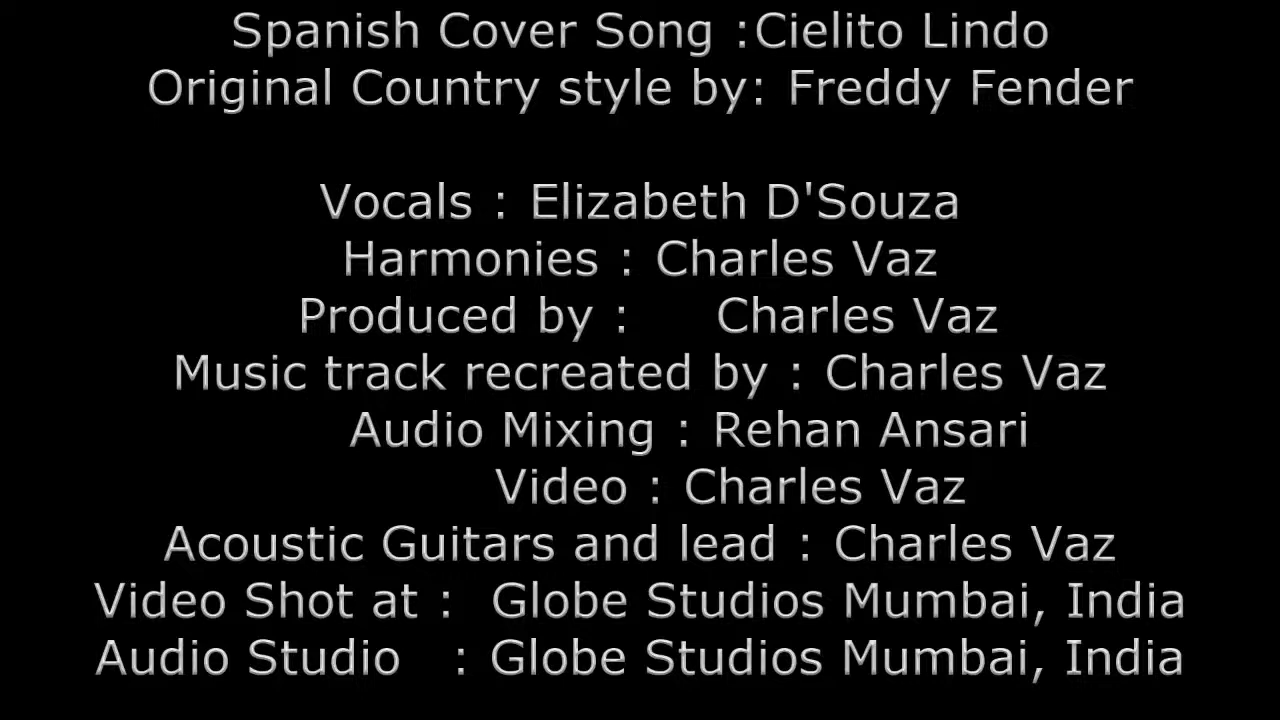 Spanish Cover Song :Cielito Lindo
Original Country style by: Freddy Fender
Vocals : Elizabeth D'Souza
Harmonies : Charles Vaz
Produced by : Charles Vaz
Music track recreated by : Charles Vaz
Audio Mixing : Rehan Ansari
Video : Charles Vaz
Acoustic Guitars and lead : Charles Vaz
Video Shot at : Globe Studios Mumbai, India
Audio Studio : Globe Studios Mumbai, India